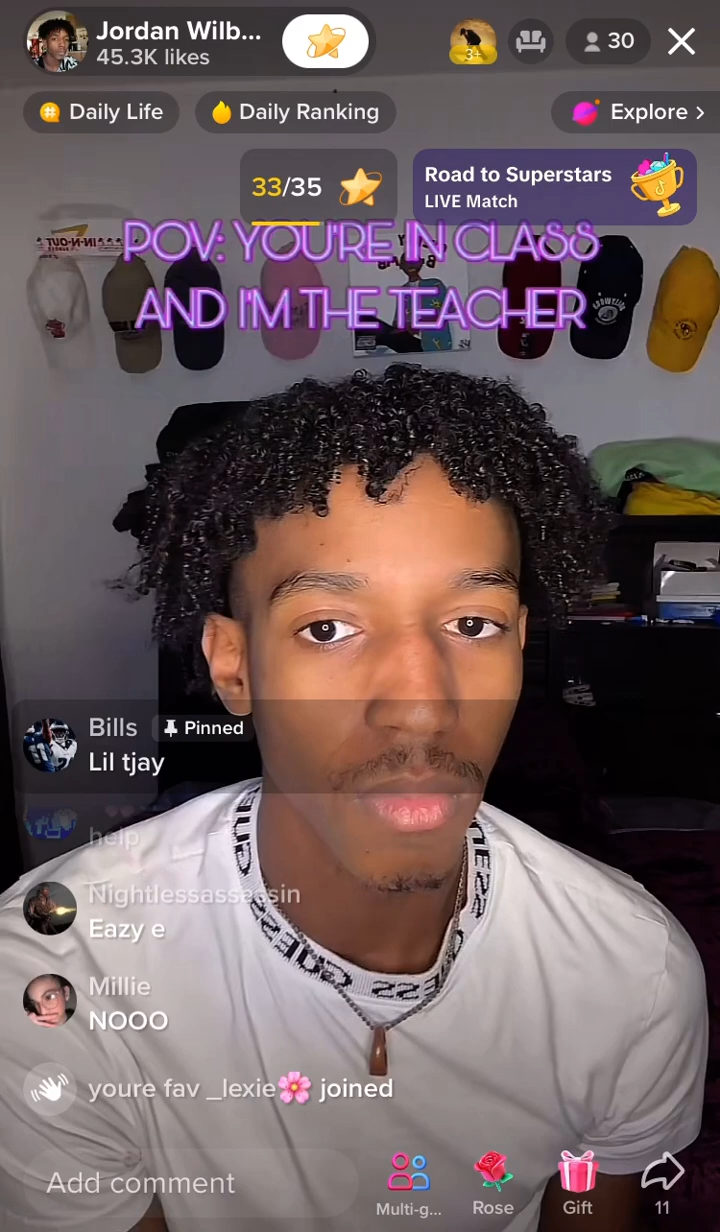 Jordan Wilb...
45.3K likes
3+
30
Daily Life
Daily Ranking
Explore >
33/35
Road to Superstars
LIVE Match
IN-N-OUT
POV: YOU'RE IN CLASS
AND I'M THE TEACHER
Bills Pinned
Lil tjay
help
Nightlessassassin
Eazy e
Millie
NOOO
youre fav _lexie🌸 joined
GUESS
Add comment
Multi-g...
Rose
Gift
11